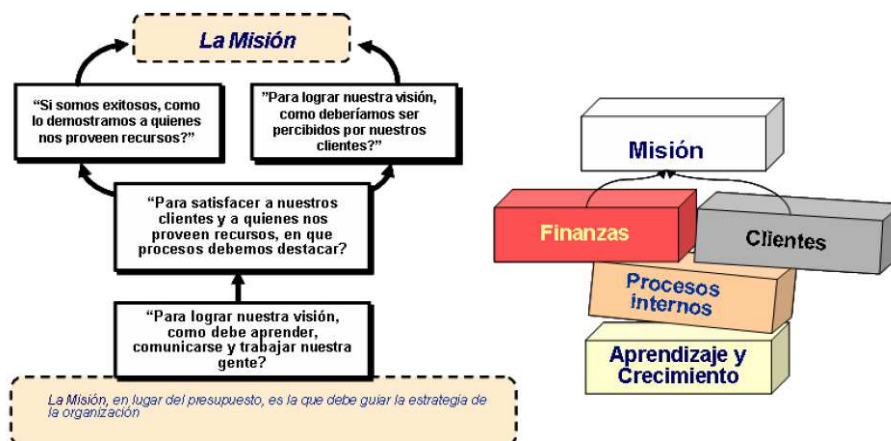 La Misión
“Si somos exitosos, como
lo demostramos a quienes
nos proveen recursos?”
”Para lograr nuestra visión,
como deberíamos ser
percibidos por nuestros
clientes?”
“Para satisfacer a nuestros
clientes y a quienes nos
proveen recursos, en que
procesos debemos destacar?
“Para lograr nuestra visión,
como debe aprender,
comunicarse y trabajar nuestra
gente?
La Misión, en lugar del presupuesto, es la que debe guiar la estrategia de
la organización
Misión
Finanzas
Clientes
Procesos
internos
Aprendizaje y
Crecimiento